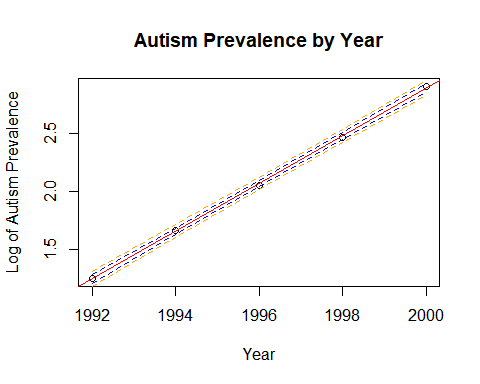 Autism Prevalence by Year
Log of Autism Prevalence
2.5
2.0
1.5
1992 1994 1996 1998 2000
Year